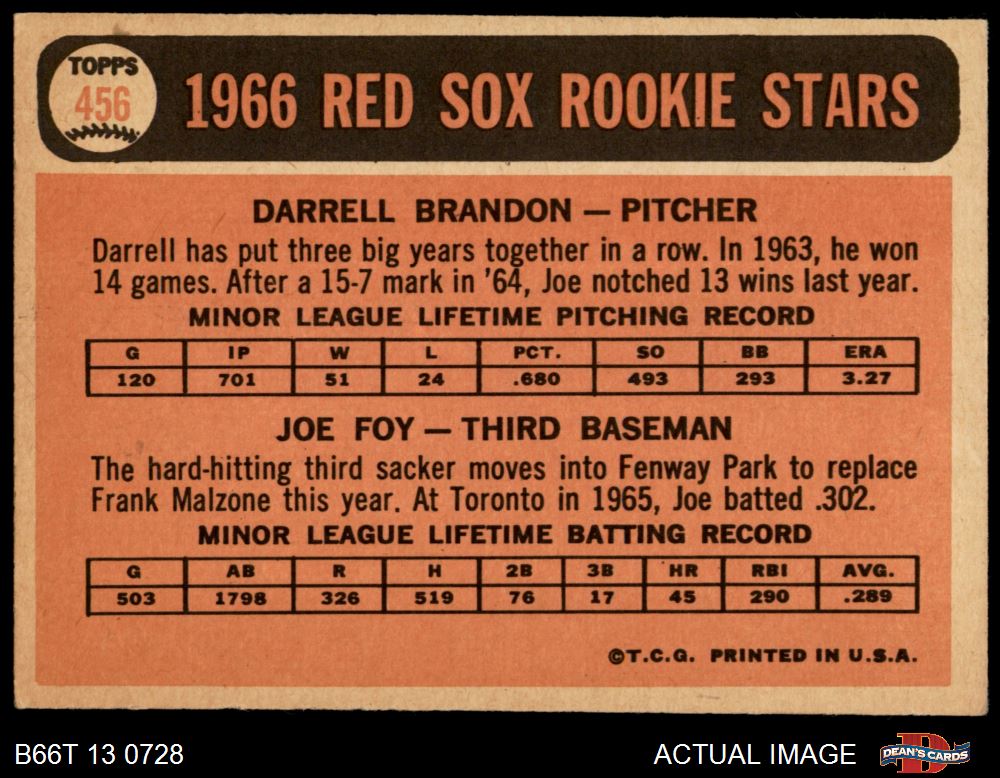 TOPPS
456
1966 RED SOX ROOKIE STARS
DARRELL BRANDON — PITCHER
Darrell has put three big years together in a row. In 1963, he won
14 games. After a 15-7 mark in '64, Joe notched 13 wins last year.
MINOR LEAGUE LIFETIME PITCHING RECORD
G IP W L PCT. SO BB ERA
120 701 51 24 .680 493 293 3.27
JOE FOY — THIRD BASEMAN
The hard-hitting third sacker moves into Fenway Park to replace
Frank Malzone this year. At Toronto in 1965, Joe batted .302.
MINOR LEAGUE LIFETIME BATTING RECORD
G AB R H 2B 3B HR RBI AVG.
503 1798 326 519 76 17 45 290 .289
©T.C.G. PRINTED IN U.S.A.
B66T 13 0728 ACTUAL IMAGE DEAN'S CARDS